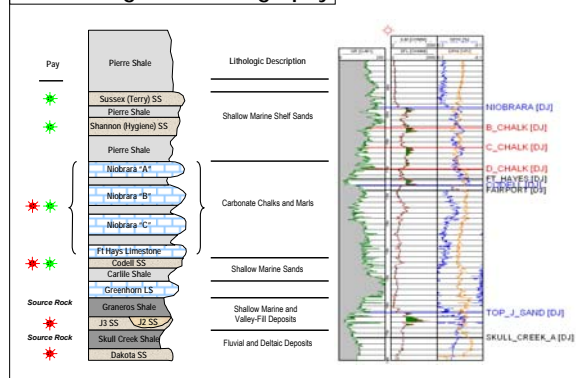 Pay
Pierre Shale
Lithologic Description
Sussex (Terry) SS
Pierre Shale
Shannon (Hygiene) SS
Shallow Marine Shelf Sands
Pierre Shale
Niobrara "A"
Niobrara "B"
Carbonate Chalks and Marls
Niobrara "C"
Ft Hays Limestone
Codell SS
Carlile Shale
Shallow Marine Sands
Greenhorn LS
Source Rock
Graneros Shale
Shallow Marine and
Valley-Fill Deposits
J3 SS
J2 SS
Source Rock
Skull Creek Shale
Fluvial and Deltaic Deposits
Dakota SS
NIOBRARA [DJ]
B_CHALK [DJ]
C_CHALK [DJ]
D_CHALK [DJ]
FT_HAYES [DJ]
CODELL [DJ]
FAIRPORT [DJ]
TOP_J_SAND [DJ]
SKULL_CREEK_A [DJ]